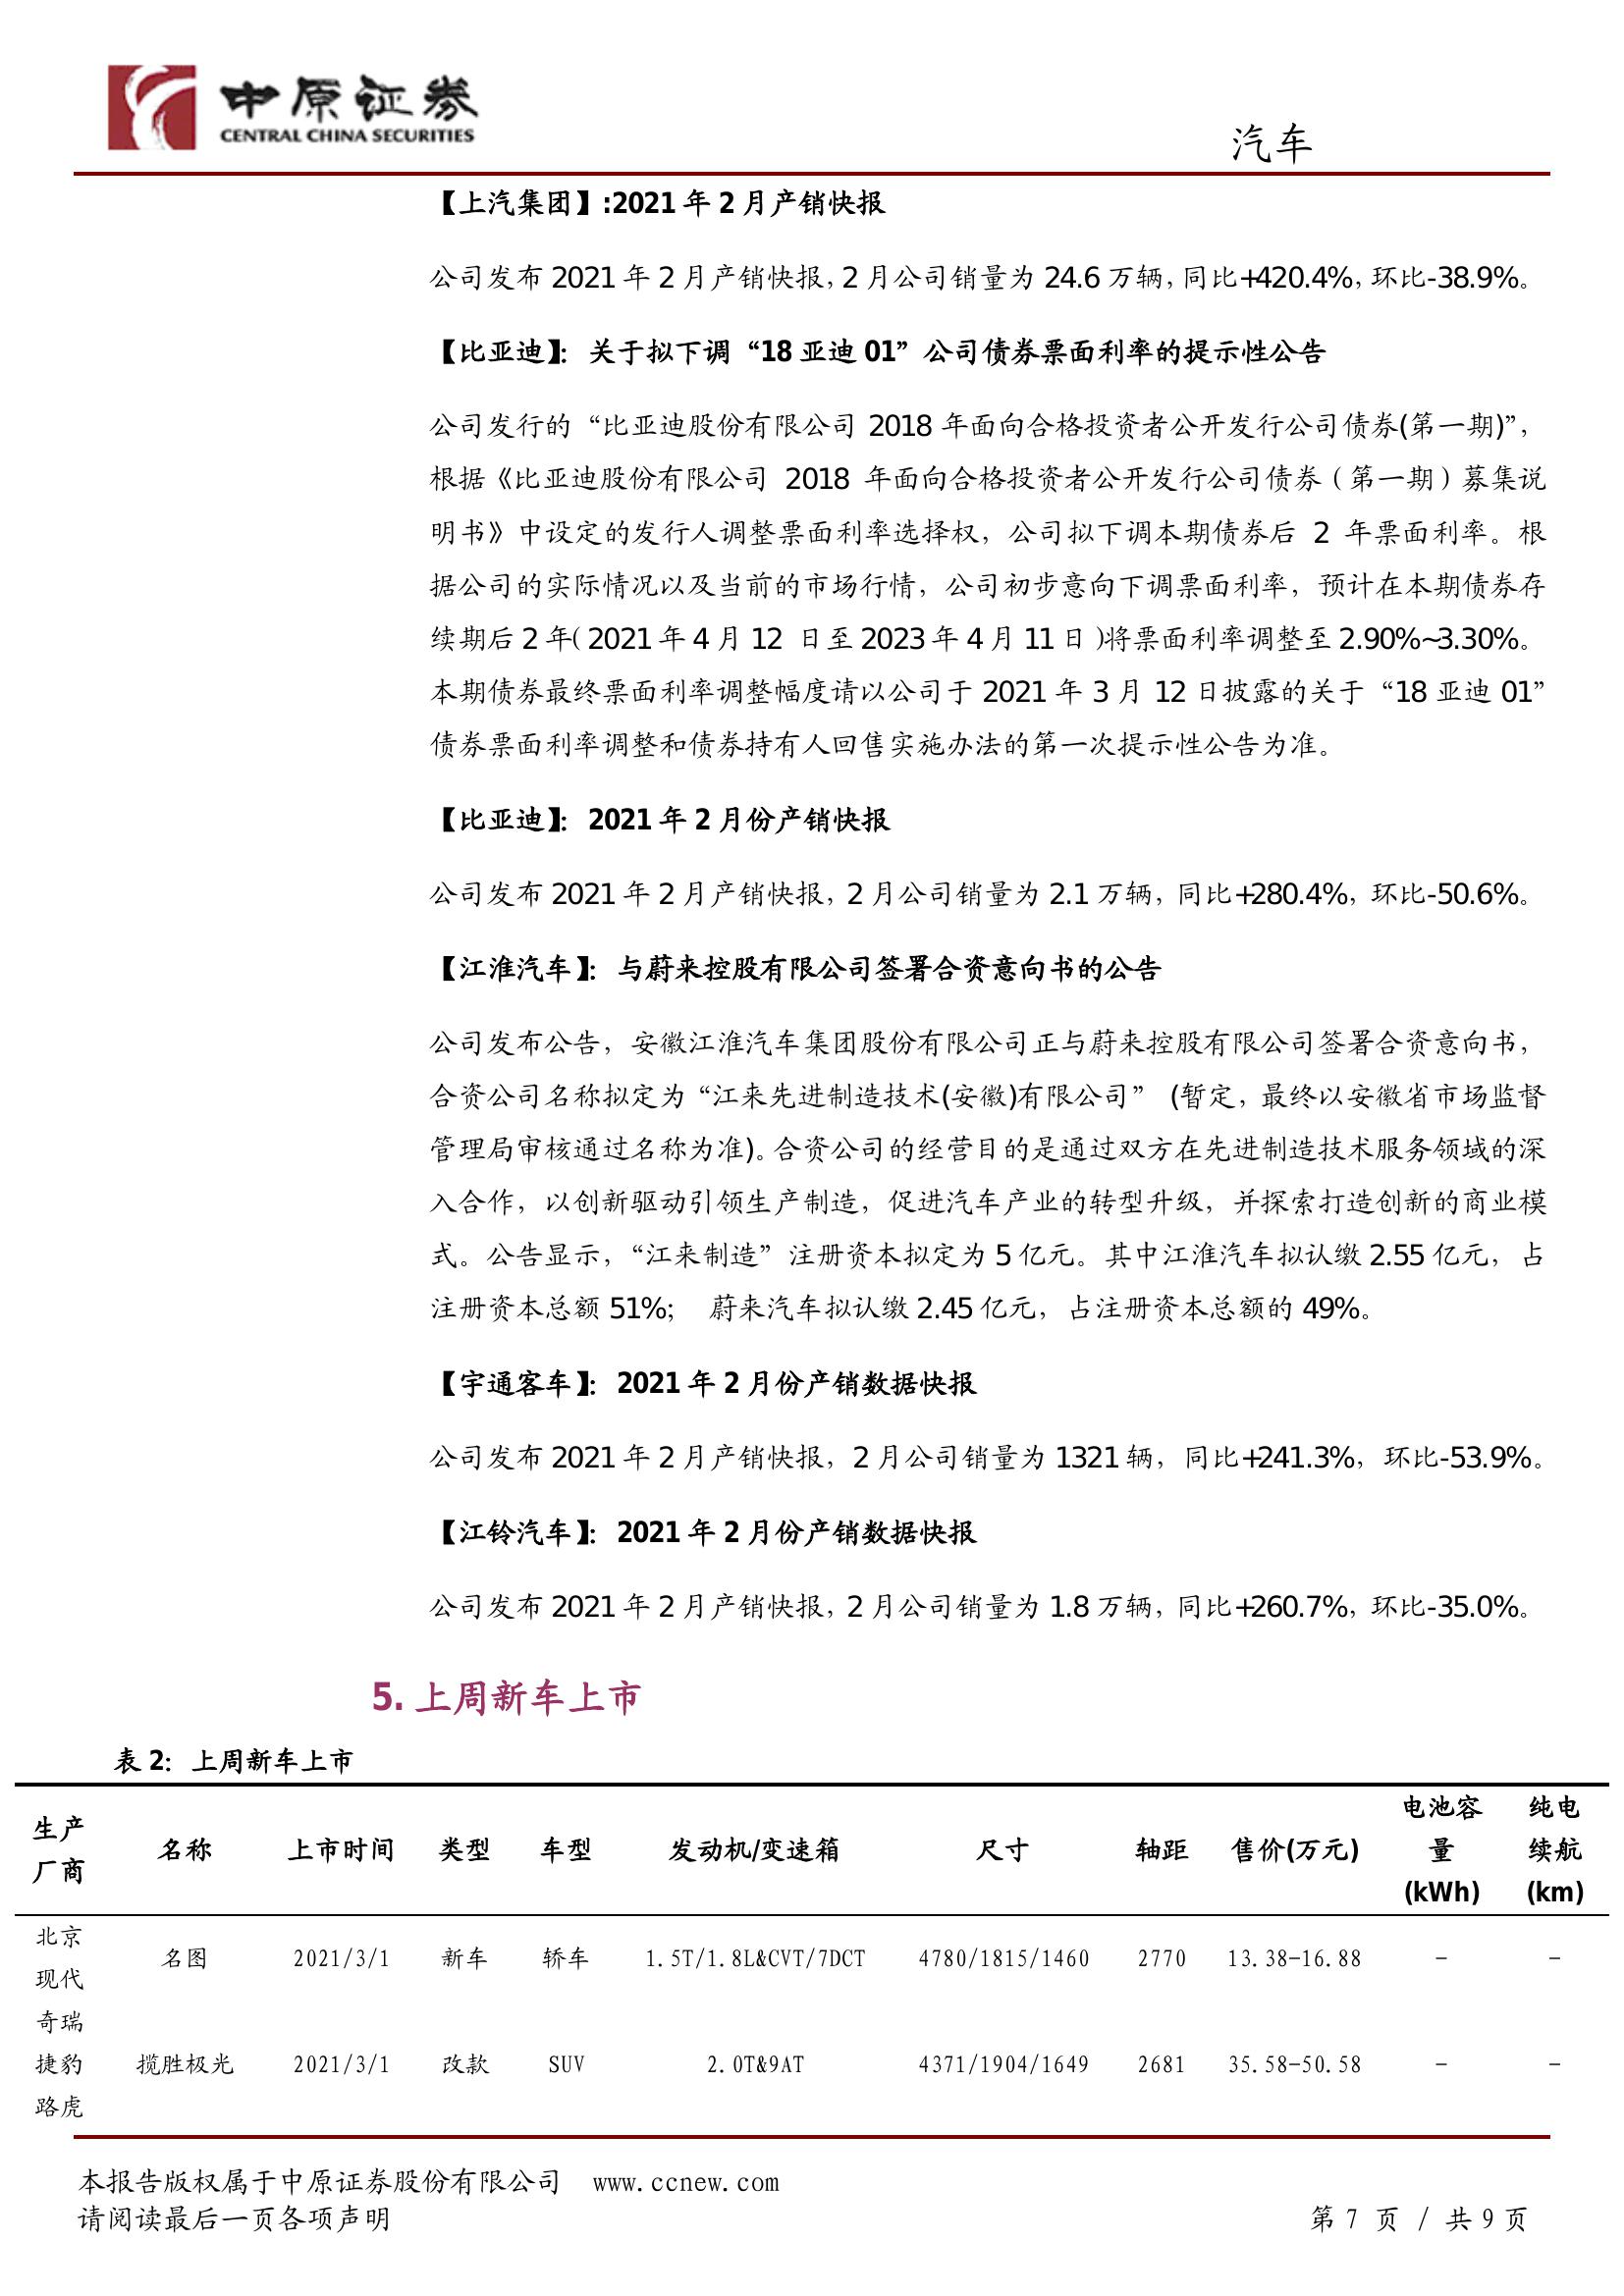 中原证券
CENTRAL CHINA SECURITIES
汽车
【上汽集团】:2021年2月产销快报
公司发布 2021 年 2 月产销快报，2 月公司销量为 24.6 万辆，同比+420.4%，环比-38.9%。
【比亚迪】：关于拟下调“18 亚迪 01”公司债券票面利率的提示性公告
公司发行的“比亚迪股份有限公司 2018 年面向合格投资者公开发行公司债券(第一期)”，
根据《比亚迪股份有限公司 2018 年面向合格投资者公开发行公司债券（第一期）募集说
明书》中设定的发行人调整票面利率选择权，公司拟下调本期债券后 2 年票面利率。根
据公司的实际情况以及当前的市场行情，公司初步意向下调票面利率，预计在本期债券存
续期后 2 年（2021 年 4 月 12 日至 2023 年 4 月 11 日）将票面利率调整至 2.90%~3.30%。
本期债券最终票面利率调整幅度请以公司于 2021 年 3 月 12 日披露的关于“18 亚迪 01”
债券票面利率调整和债券持有人回售实施办法的第一次提示性公告为准。
【比亚迪】：2021 年 2 月份产销快报
公司发布 2021 年 2 月产销快报，2 月公司销量为 2.1 万辆，同比+280.4%，环比-50.6%。
【江淮汽车】：与蔚来控股有限公司签署合资意向书的公告
公司发布公告，安徽江淮汽车集团股份有限公司正与蔚来控股有限公司签署合资意向书，
合资公司名称拟定为“江来先进制造技术(安徽)有限公司” (暂定，最终以安徽省市场监督
管理局审核通过名称为准)。合资公司的经营目的是通过双方在先进制造技术服务领域的深
入合作，以创新驱动引领生产制造，促进汽车产业的转型升级，并探索打造创新的商业模
式。公告显示，“江来制造”注册资本拟定为 5 亿元。其中江淮汽车拟认缴 2.55 亿元，占
注册资本总额 51%； 蔚来汽车拟认缴 2.45 亿元，占注册资本总额的 49%。
【宇通客车】：2021 年 2 月份产销数据快报
公司发布 2021 年 2 月产销快报，2 月公司销量为 1321 辆，同比+241.3%，环比-53.9%。
【江铃汽车】：2021 年 2 月份产销数据快报
公司发布 2021 年 2 月产销快报，2 月公司销量为 1.8 万辆，同比+260.7%，环比-35.0%。
5. 上周新车上市
表 2：上周新车上市
生产厂商 名称 上市时间 类型 车型 发动机/变速箱 尺寸 轴距 售价(万元) 电池容量(kWh) 纯电续航(km)
北京现代 名图 2021/3/1 新车 轿车 1.5T/1.8L&CVT/7DCT 4780/1815/1460 2770 13.38-16.88 - -
奇瑞捷豹路虎 揽胜极光 2021/3/1 改款 SUV 2.0T&9AT 4371/1904/1649 2681 35.58-50.58 - -
本报告版权属于中原证券股份有限公司 www.ccnew.com
请阅读最后一页各项声明
第 7 页 / 共 9 页